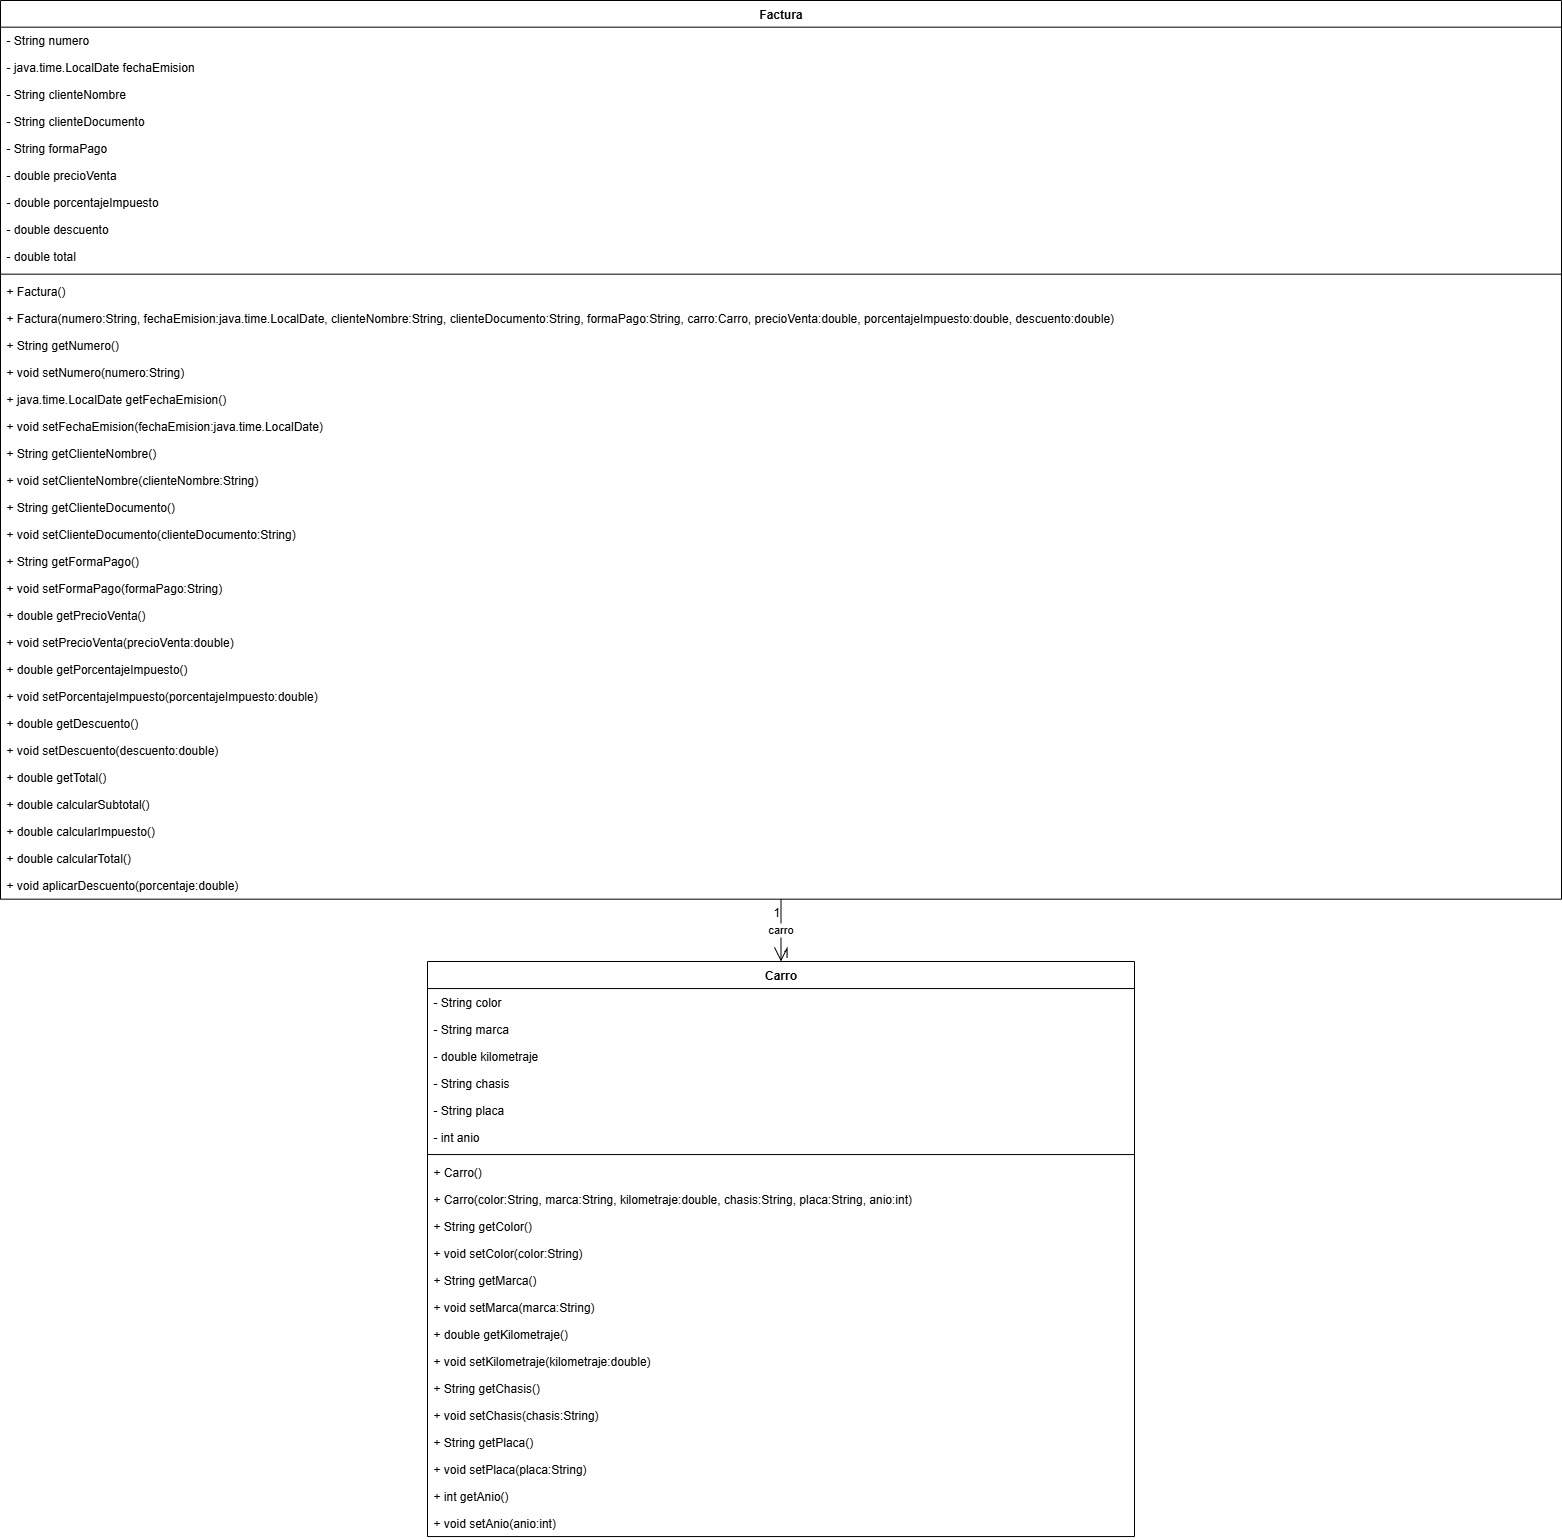 Factura
- String numero
- java.time.LocalDate fechaEmision
- String clienteNombre
- String clienteDocumento
- String formaPago
- double precioVenta
- double porcentajeImpuesto
- double descuento
- double total
+ Factura()
+ Factura(numero:String, fechaEmision:java.time.LocalDate, clienteNombre:String, clienteDocumento:String, formaPago:String, carro:Carro, precioVenta:double, porcentajeImpuesto:double, descuento:double)
+ String getNumero()
+ void setNumero(numero:String)
+ java.time.LocalDate getFechaEmision()
+ void setFechaEmision(fechaEmision:java.time.LocalDate)
+ String getClienteNombre()
+ void setClienteNombre(clienteNombre:String)
+ String getClienteDocumento()
+ void setClienteDocumento(clienteDocumento:String)
+ String getFormaPago()
+ void setFormaPago(formaPago:String)
+ double getPrecioVenta()
+ void setPrecioVenta(precioVenta:double)
+ double getPorcentajeImpuesto()
+ void setPorcentajeImpuesto(porcentajeImpuesto:double)
+ double getDescuento()
+ void setDescuento(descuento:double)
+ double getTotal()
+ double calcularSubtotal()
+ double calcularImpuesto()
+ double calcularTotal()
+ void aplicarDescuento(porcentaje:double)
1
carro
1
Carro
- String color
- String marca
- double kilometraje
- String chasis
- String placa
- int anio
+ Carro()
+ Carro(color:String, marca:String, kilometraje:double, chasis:String, placa:String, anio:int)
+ String getColor()
+ void setColor(color:String)
+ String getMarca()
+ void setMarca(marca:String)
+ double getKilometraje()
+ void setKilometraje(kilometraje:double)
+ String getChasis()
+ void setChasis(chasis:String)
+ String getPlaca()
+ void setPlaca(placa:String)
+ int getAnio()
+ void setAnio(anio:int)